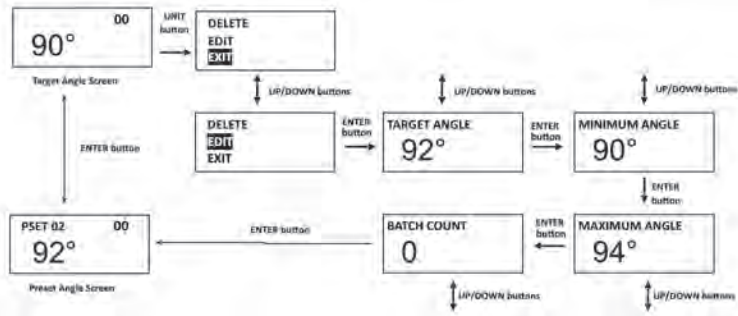 00
90°
Target Angle Screen
UNIT
button
DELETE
EDIT
EXIT
UP/DOWN buttons
UP/DOWN buttons
UP/DOWN buttons
ENTER button
DELETE
EDIT
EXIT
ENTER
button
TARGET ANGLE
92°
ENTER
button
MINIMUM ANGLE
90°
ENTER
button
PSET 02 00
92°
Preset Angle Screen
ENTER button
BATCH COUNT
0
ENTER
button
MAXIMUM ANGLE
94°
UP/DOWN buttons
UP/DOWN buttons